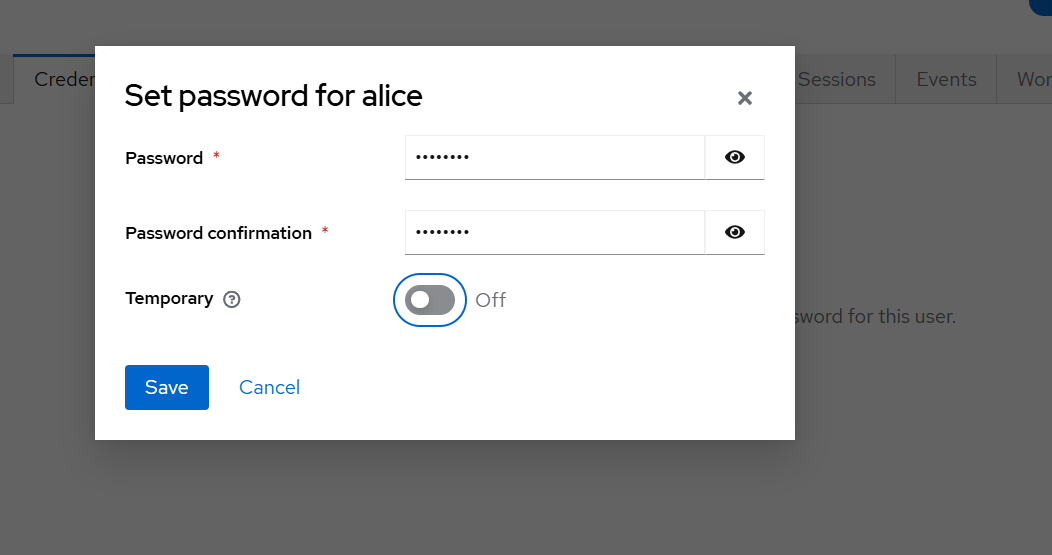 Set password for alice
Password *
••••••••
Password confirmation *
••••••••
Temporary
Off
Save Cancel
Sessions Events
sword for this user.